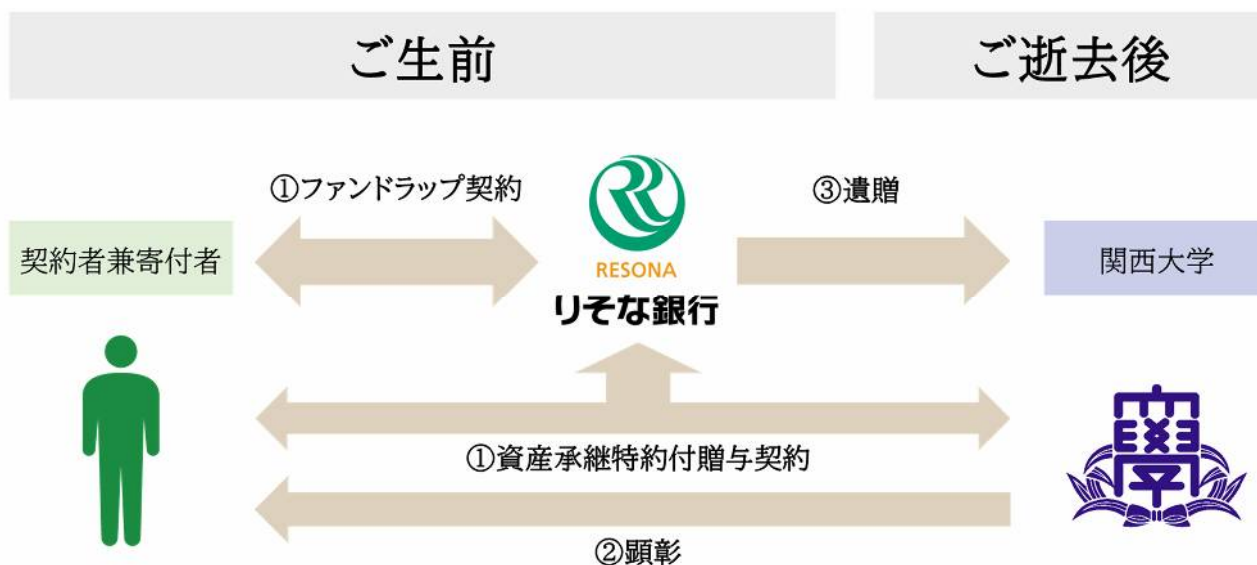 ご生前
ご逝去後
①ファンドラップ契約
③遺贈
契約者兼寄付者
RESONA
りそな銀行
関西大学
①資産承継特約付贈与契約
②顕彰